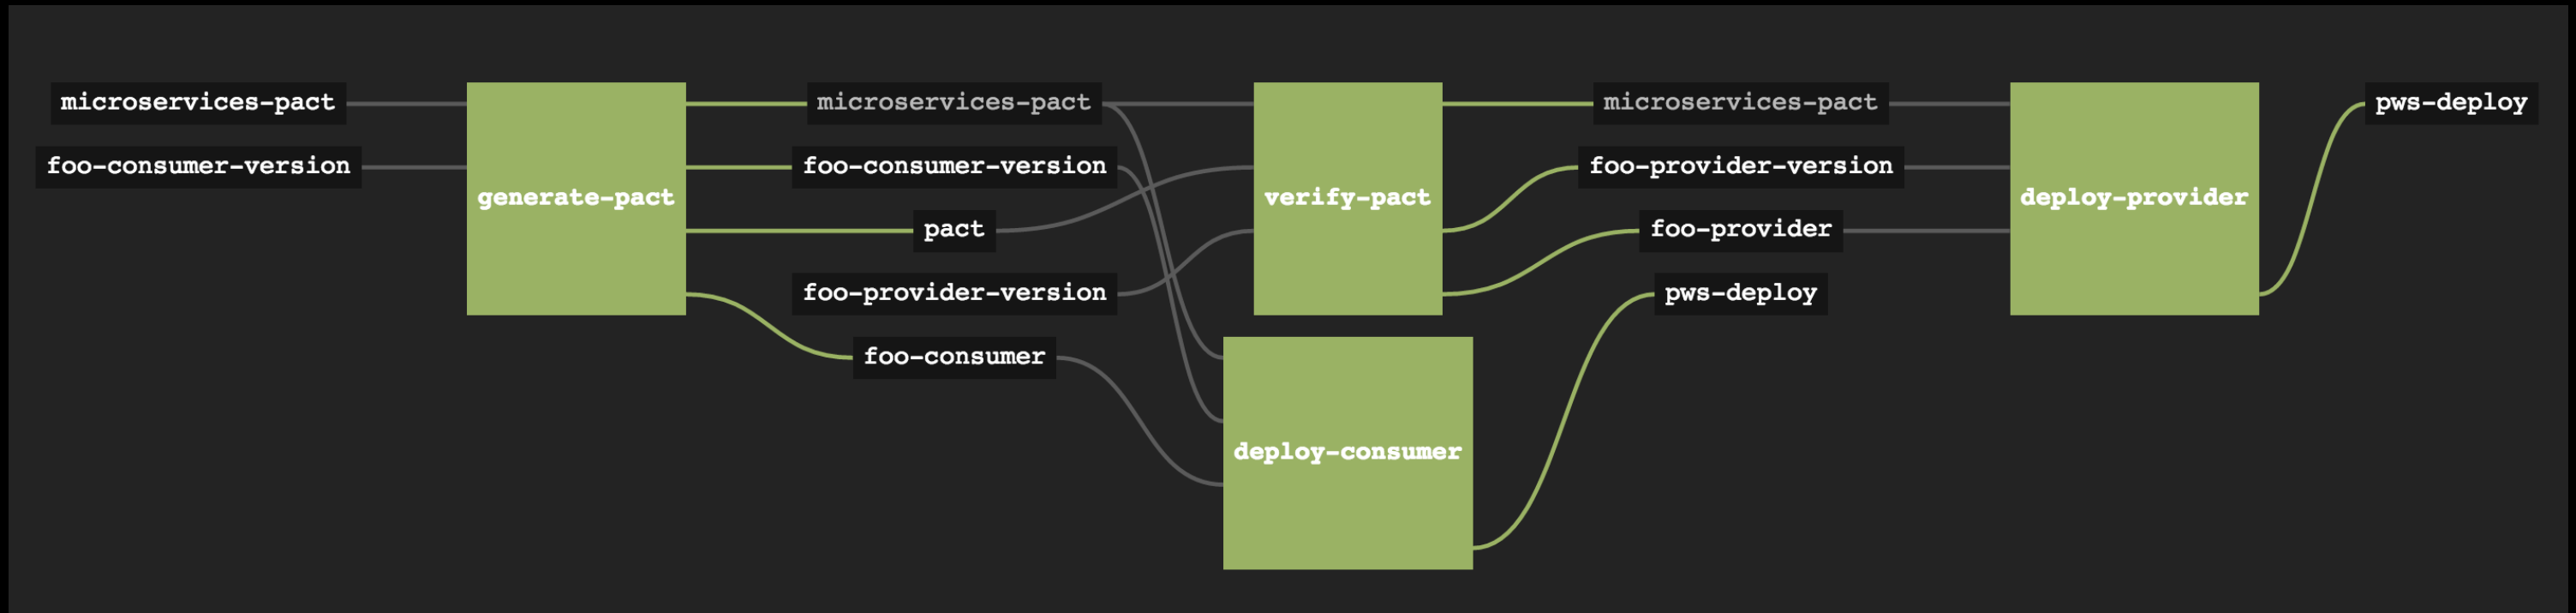 microservices-pact
foo-consumer-version
generate-pact
microservices-pact
foo-consumer-version
pact
foo-provider-version
foo-consumer
verify-pact
deploy-consumer
microservices-pact
foo-provider-version
foo-provider
pws-deploy
deploy-provider
pws-deploy